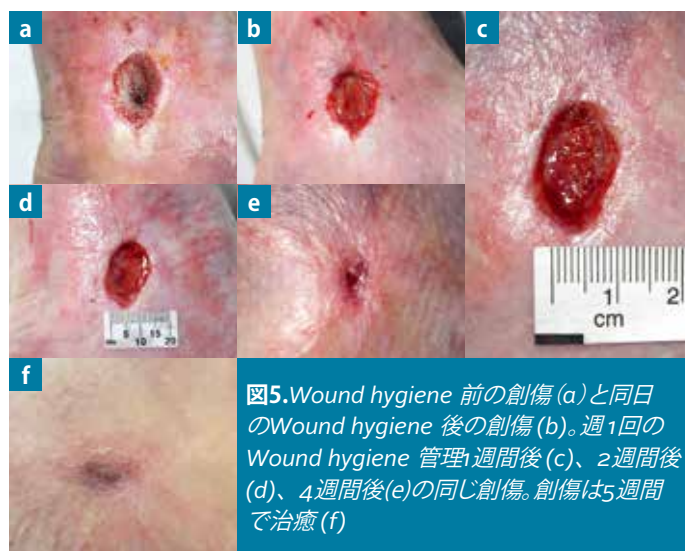 a
b
c
d
e
1
2
cm
5
15
10
20
f
図5.Wound hygiene 前の創傷(a)と同日
のWound hygiene 後の創傷(b)。週1回の
Wound hygiene 管理1週間後(c)、2週間後
(d)、4週間後(e)の同じ創傷。創傷は5週間
で治癒(f)